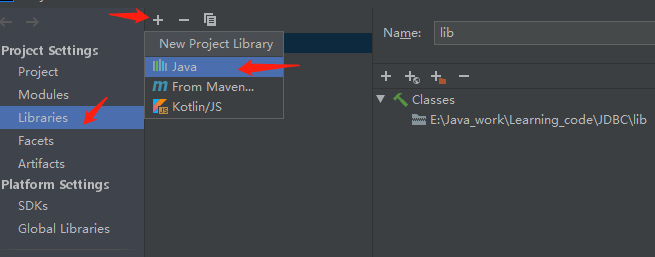 Project Settings
Project
Modules
Libraries
Facets
Artifacts
Platform Settings
SDKs
Global Libraries
New Project Library
Java
From Maven...
Kotlin/JS
Name: lib
Classes
E:\Java_work\Learning_code\JDBC\lib